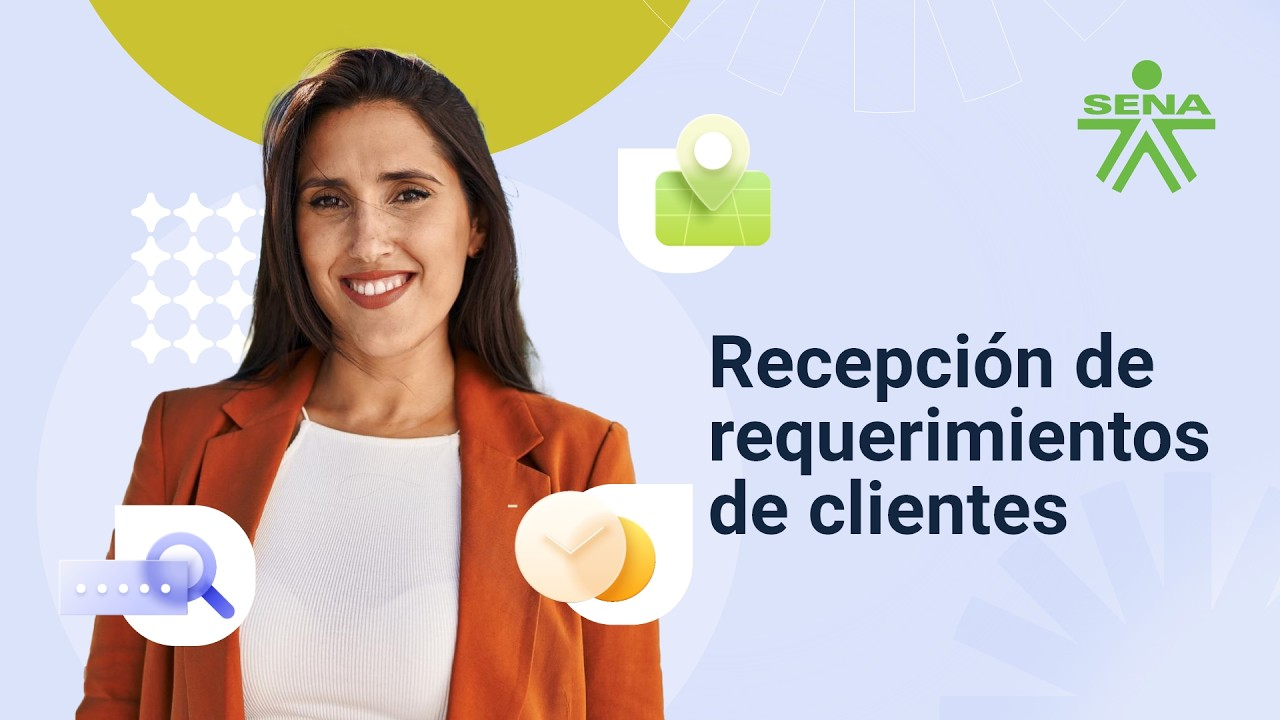 SENA
Recepción de
requerimientos
de clientes